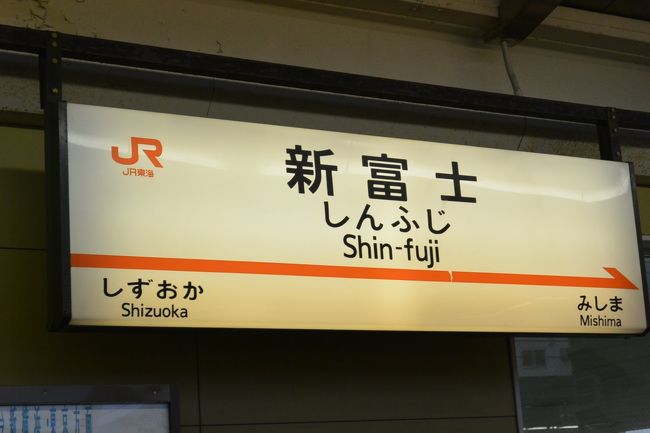 JR
JR東海
新富士
しんふじ
Shin-fuji
しずおか
Shizuoka
みしま
Mishima